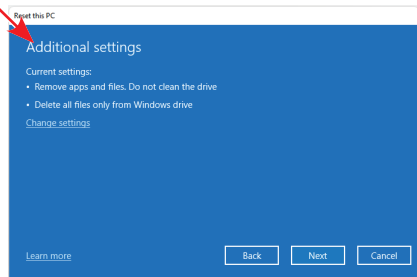 Reset this PC
Additional settings
Current settings:
• Remove apps and files. Do not clean the drive
• Delete all files only from Windows drive
Change settings
Learn more
Back
Next
Cancel